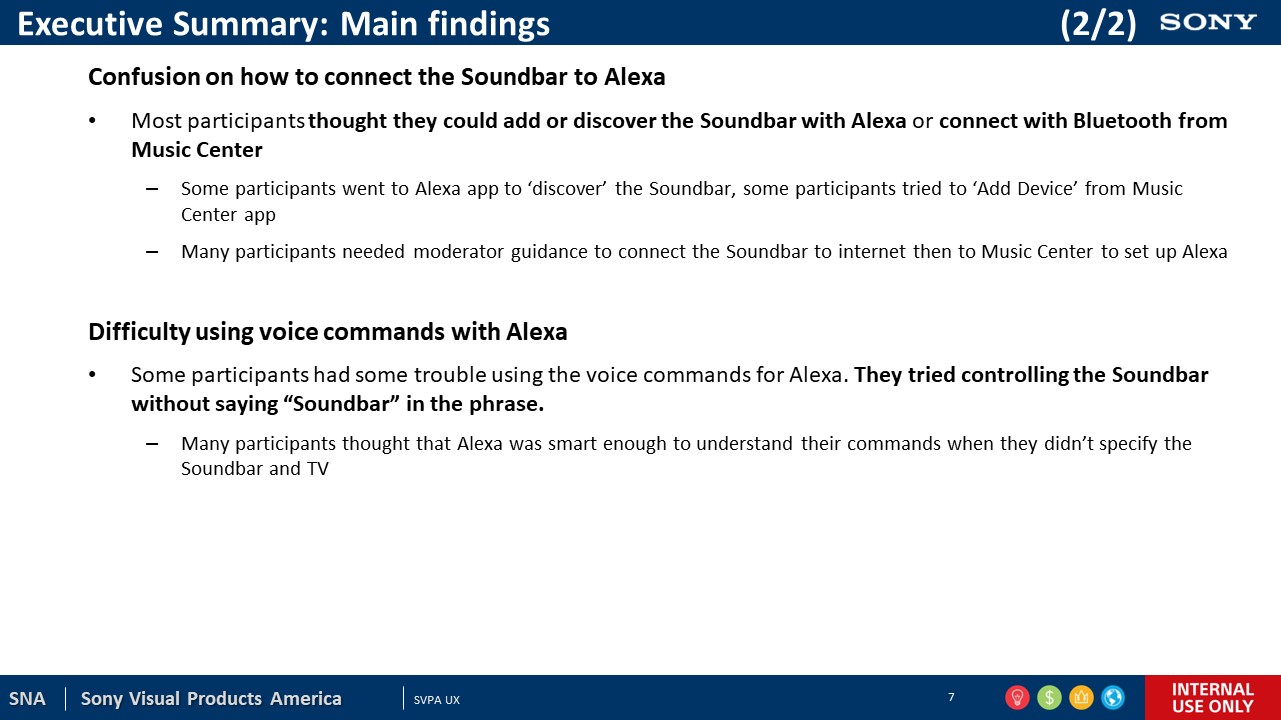 Executive Summary: Main findings (2/2) SONY
Confusion on how to connect the Soundbar to Alexa
• Most participants thought they could add or discover the Soundbar with Alexa or connect with Bluetooth from
Music Center
– Some participants went to Alexa app to ‘discover’ the Soundbar, some participants tried to ‘Add Device’ from Music
Center app
– Many participants needed moderator guidance to connect the Soundbar to internet then to Music Center to set up Alexa
Difficulty using voice commands with Alexa
• Some participants had some trouble using the voice commands for Alexa. They tried controlling the Soundbar
without saying “Soundbar” in the phrase.
– Many participants thought that Alexa was smart enough to understand their commands when they didn’t specify the
Soundbar and TV
SNA Sony Visual Products America SVPA UX 7
INTERNAL
USE ONLY